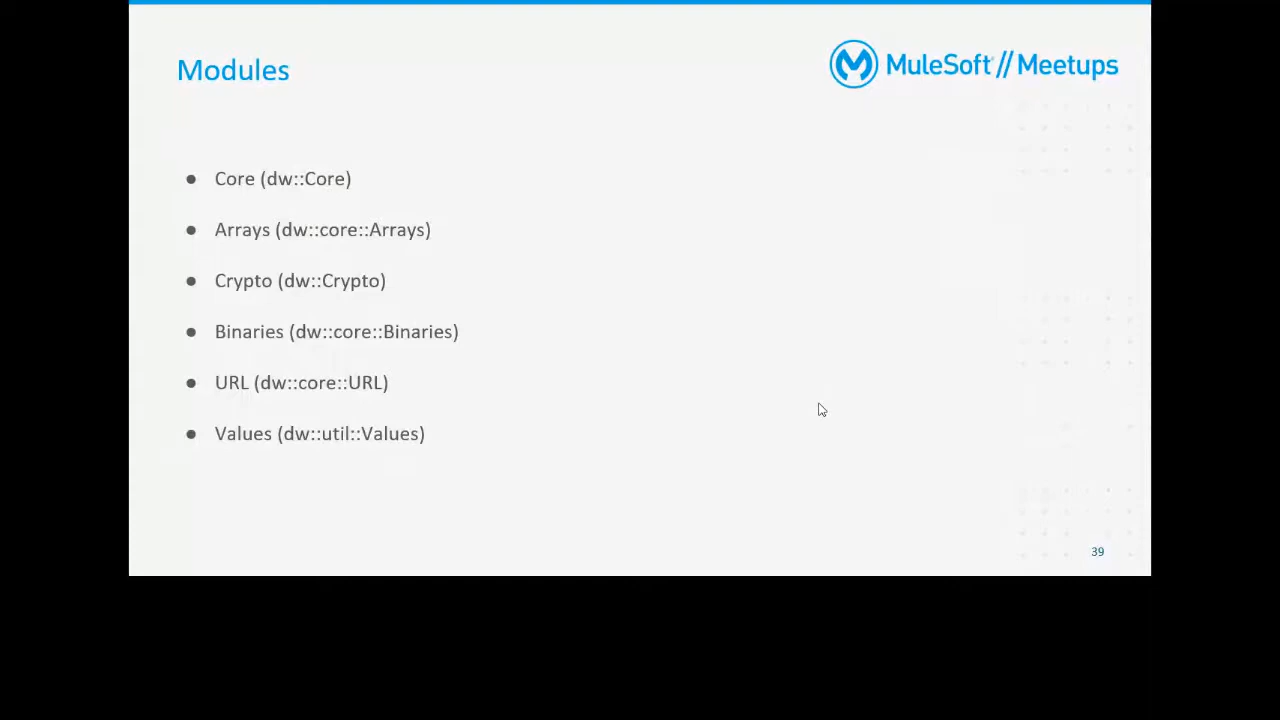 Modules
MuleSoft // Meetups
● Core (dw::Core)
● Arrays (dw::core::Arrays)
● Crypto (dw::Crypto)
● Binaries (dw::core::Binaries)
● URL (dw::core::URL)
● Values (dw::util::Values)
39